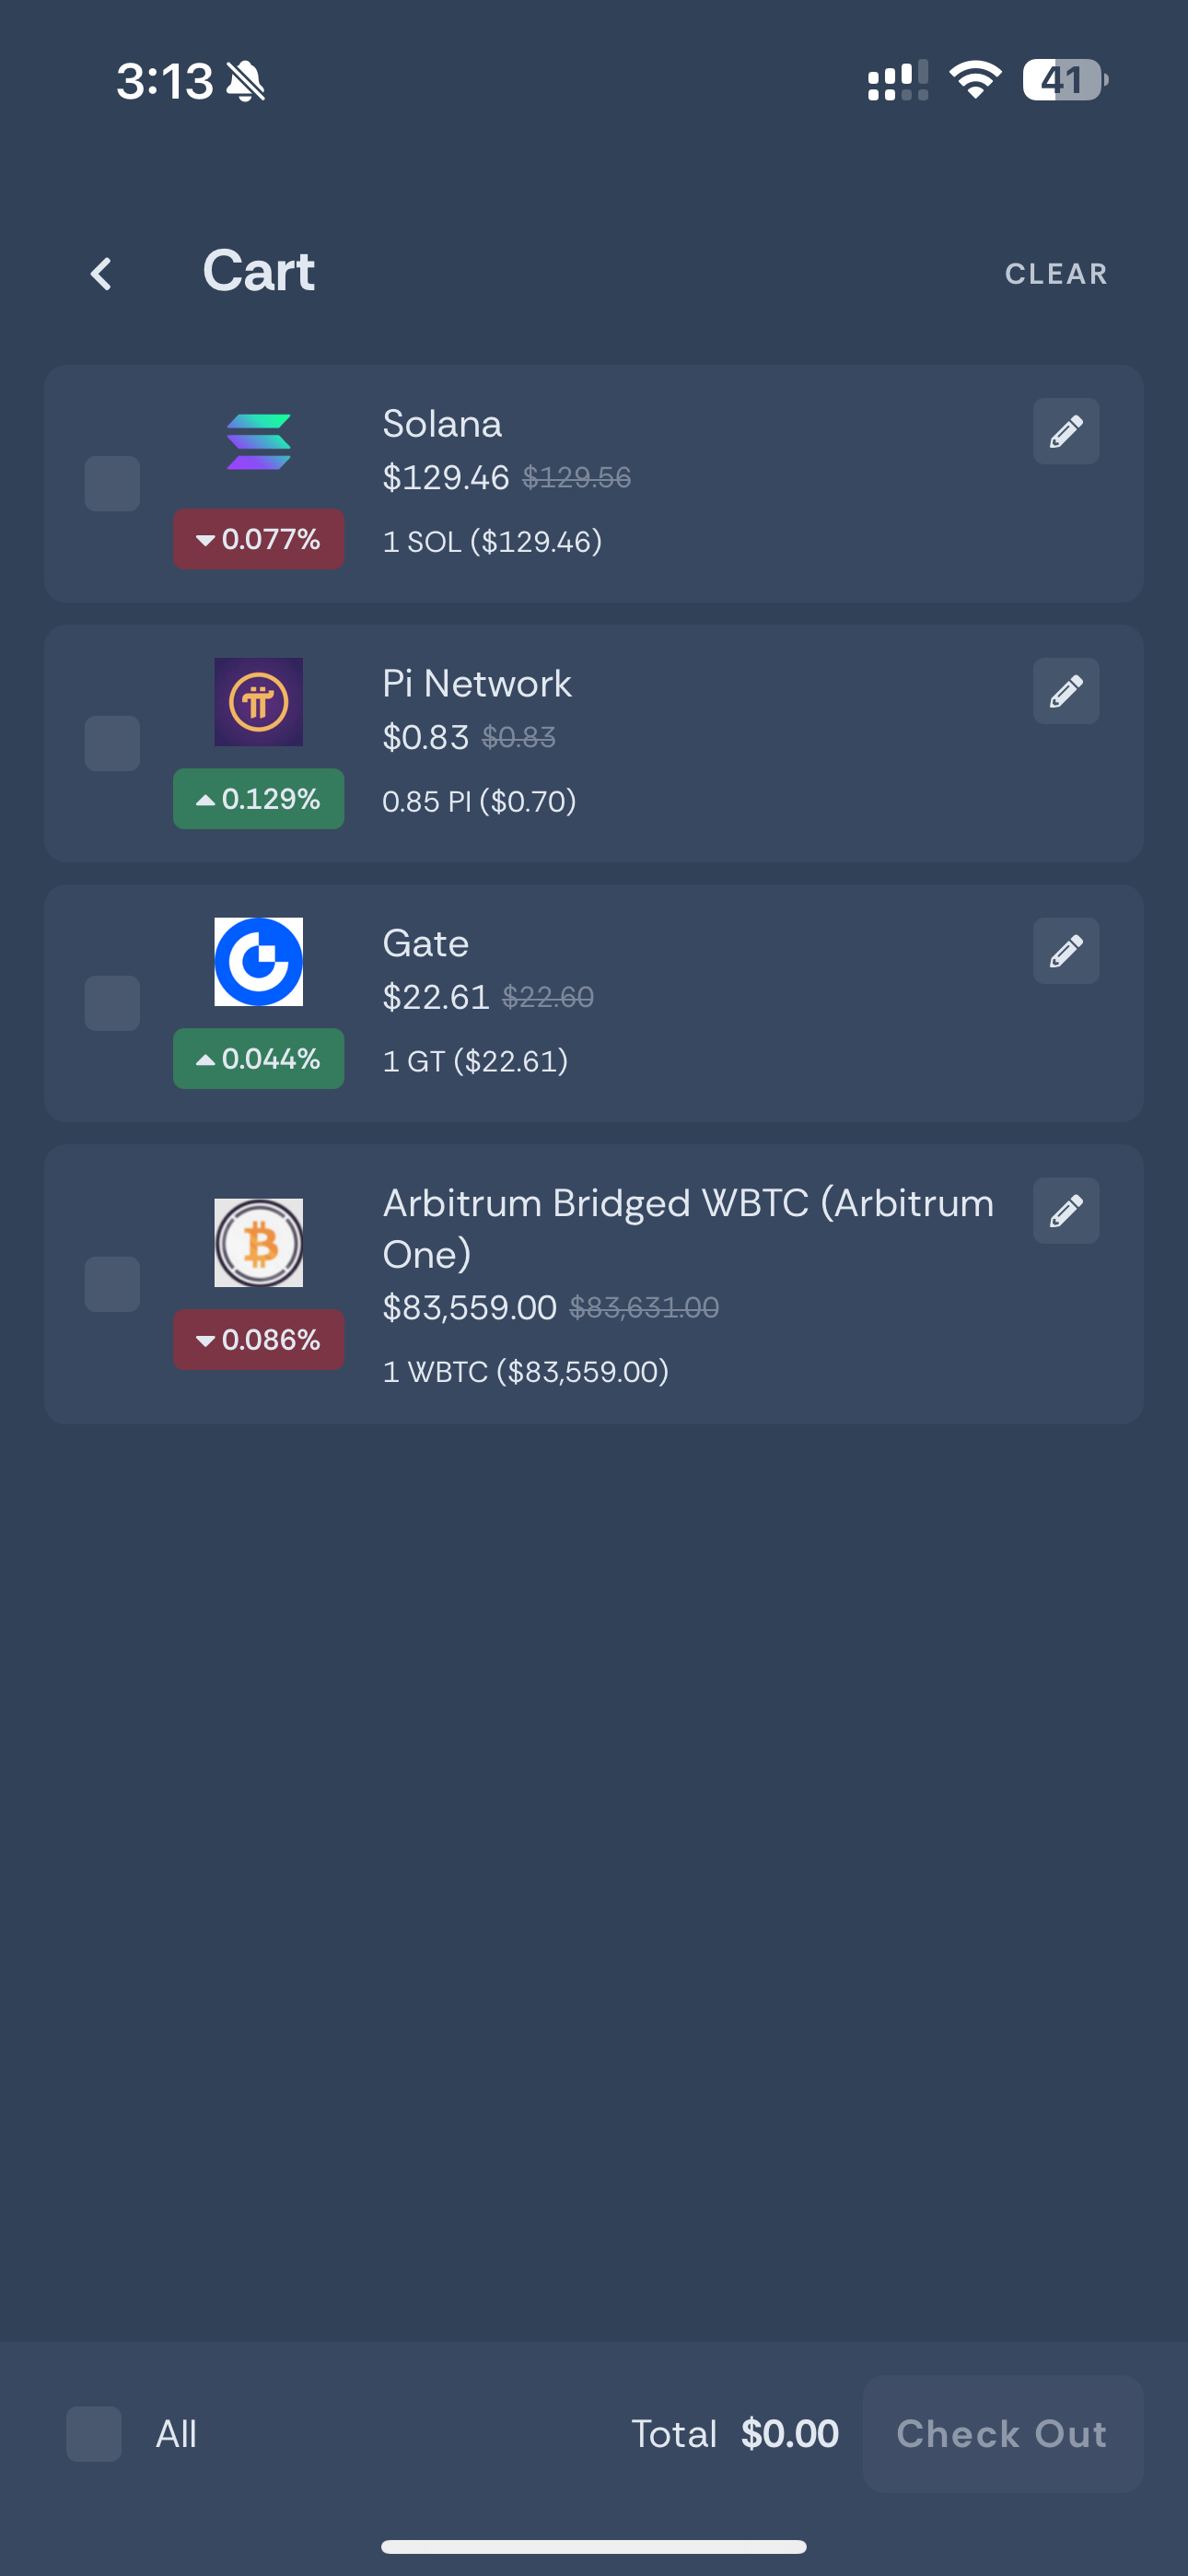 3:13
41
Cart
CLEAR
Solana
$129.46 $129.56
0.077%
1 SOL ($129.46)
Pi Network
$0.83 $0.83
0.129%
0.85 PI ($0.70)
Gate
$22.61 $22.60
0.044%
1 GT ($22.61)
Arbitrum Bridged WBTC (Arbitrum
One)
$83,559.00 $83,631.00
0.086%
1 WBTC ($83,559.00)
All
Total $0.00
Check Out